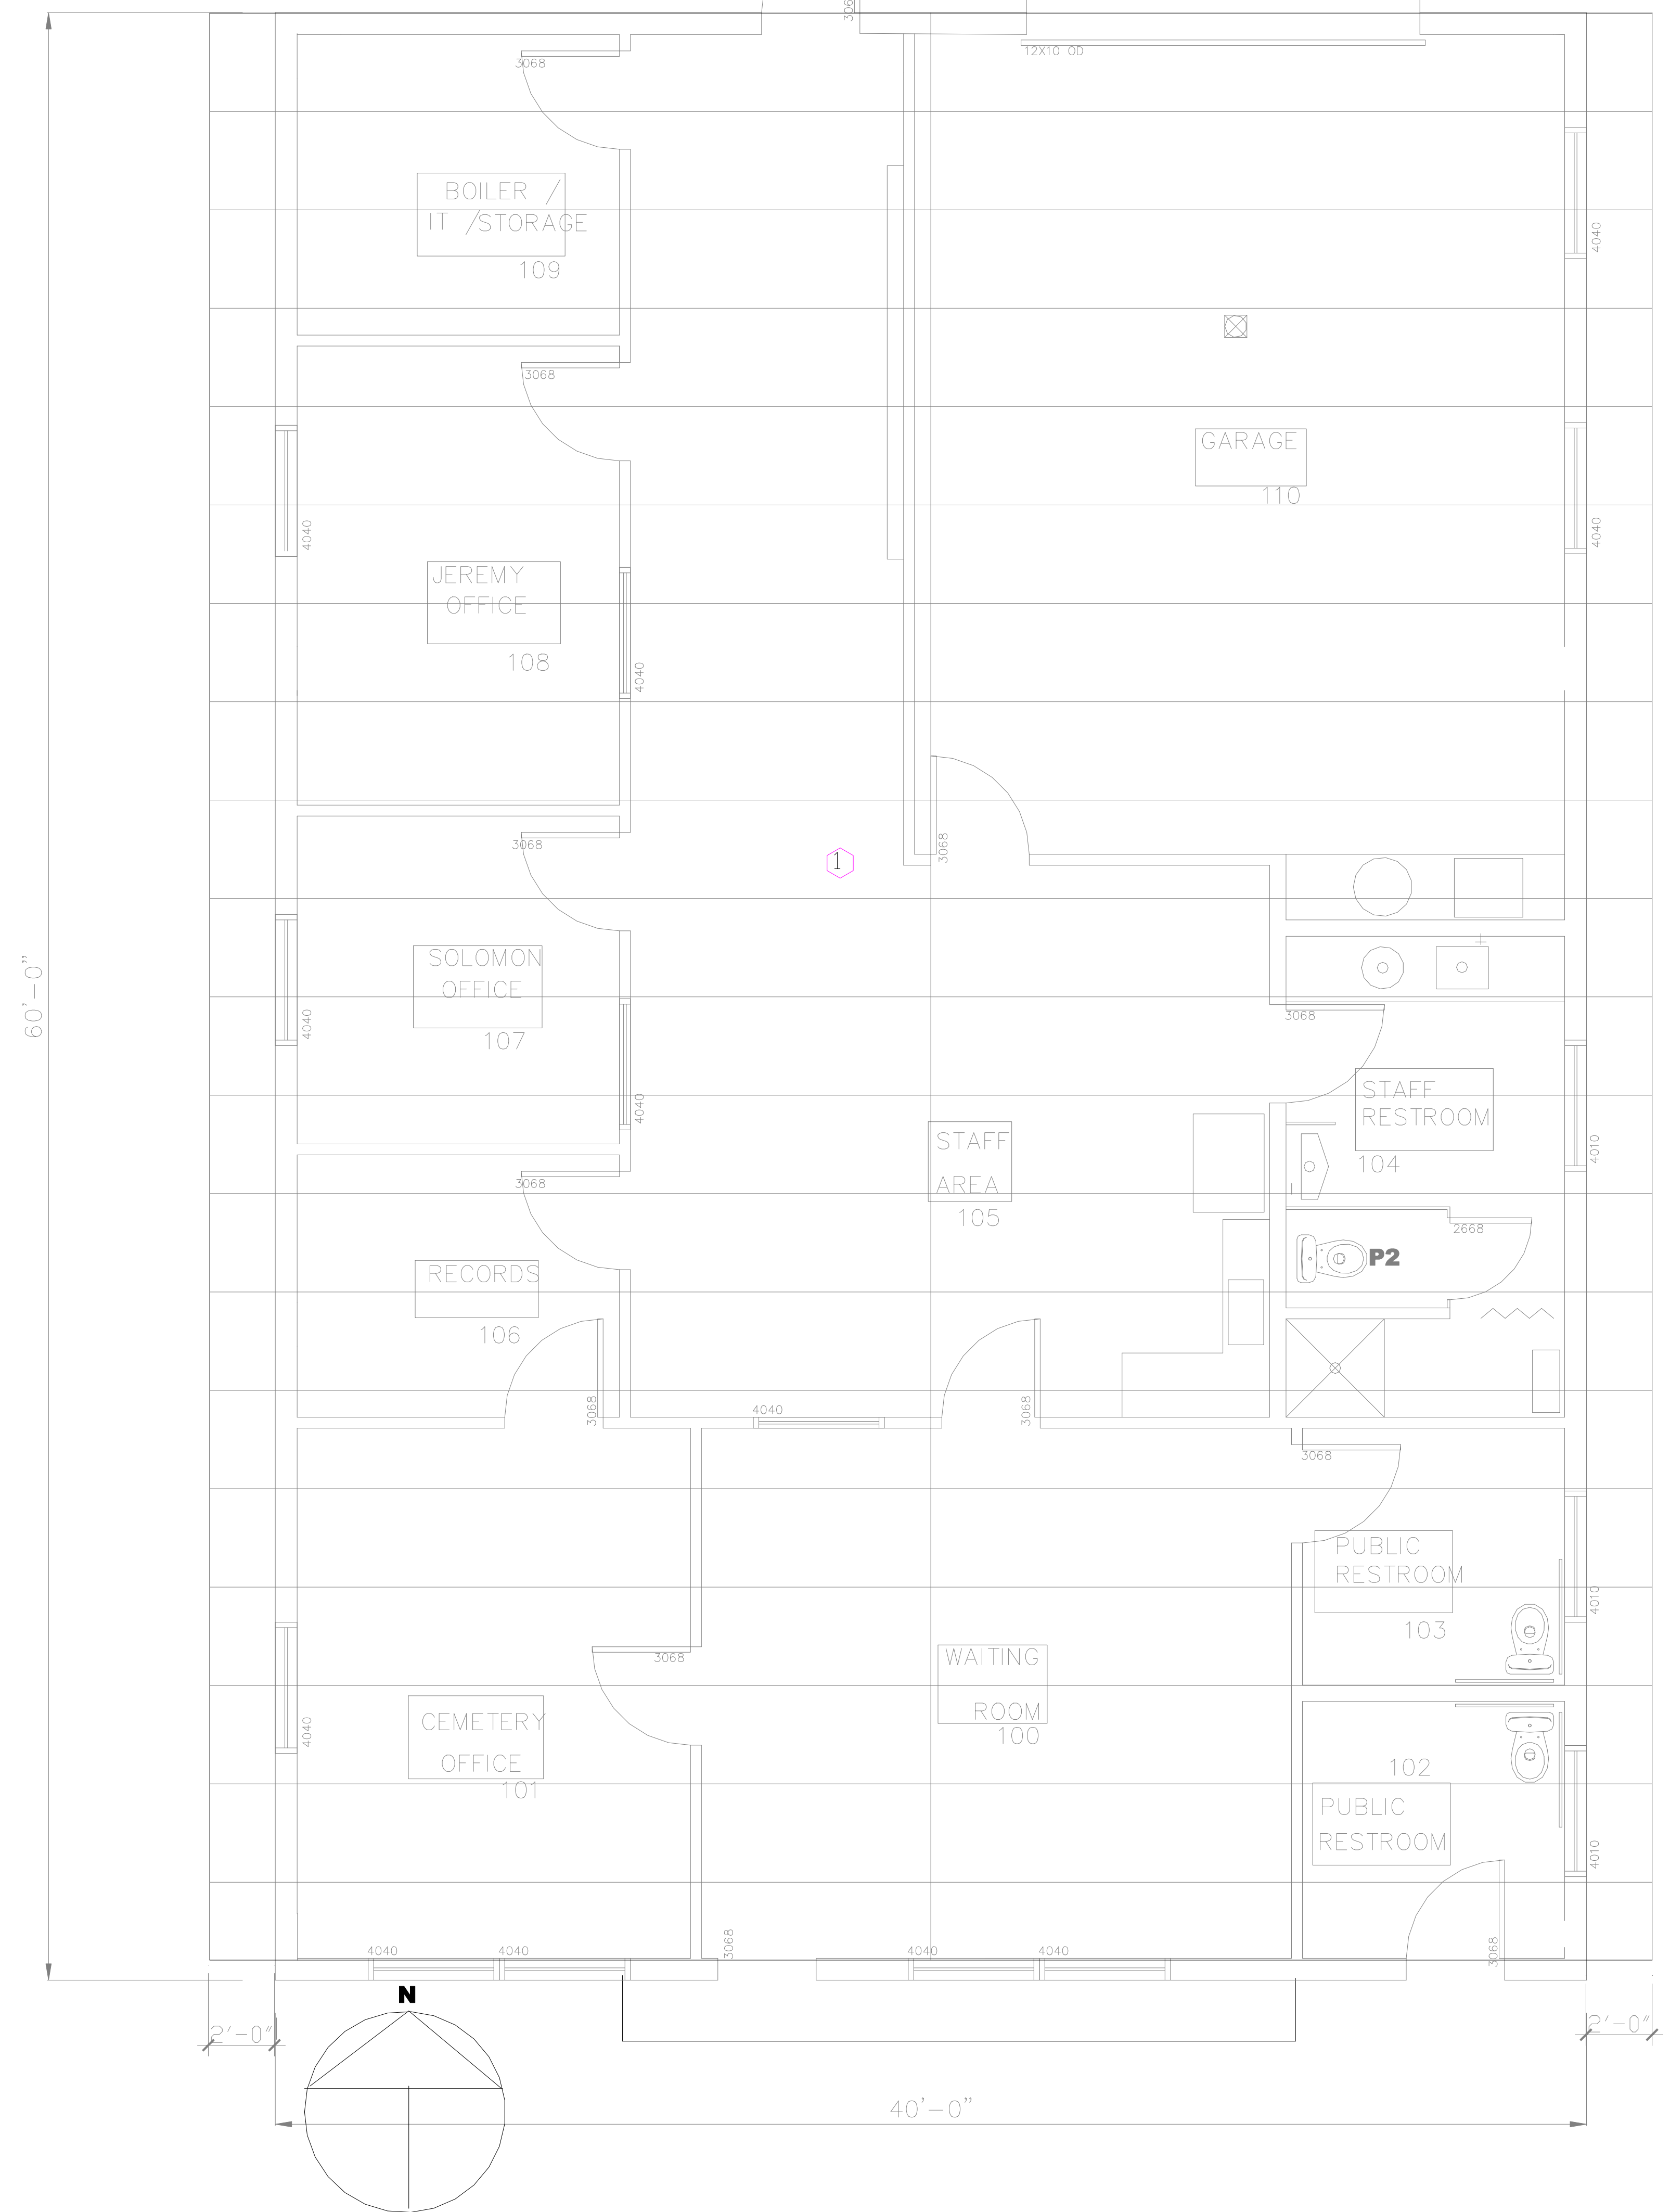 306
3068
12X10 OD
BOILER /
IT /STORAGE
109
4040
3068
GARAGE
110
4040
4040
JEREMY
OFFICE
108
4040
3068
3068
1
SOLOMON
OFFICE
107
4040
4040
60'-0"
3068
STAFF
RESTROOM
104
4010
STAFF
AREA
105
3068
2668
P2
RECORDS
106
3068
3068
4040
3068
PUBLIC
RESTROOM
103
4010
3068
WAITING
ROOM
100
CEMETERY
OFFICE
101
4040
102
PUBLIC
RESTROOM
4010
4040
4040
3068
4040
4040
3068
N
2'-0"
2'-0"
40'-0"